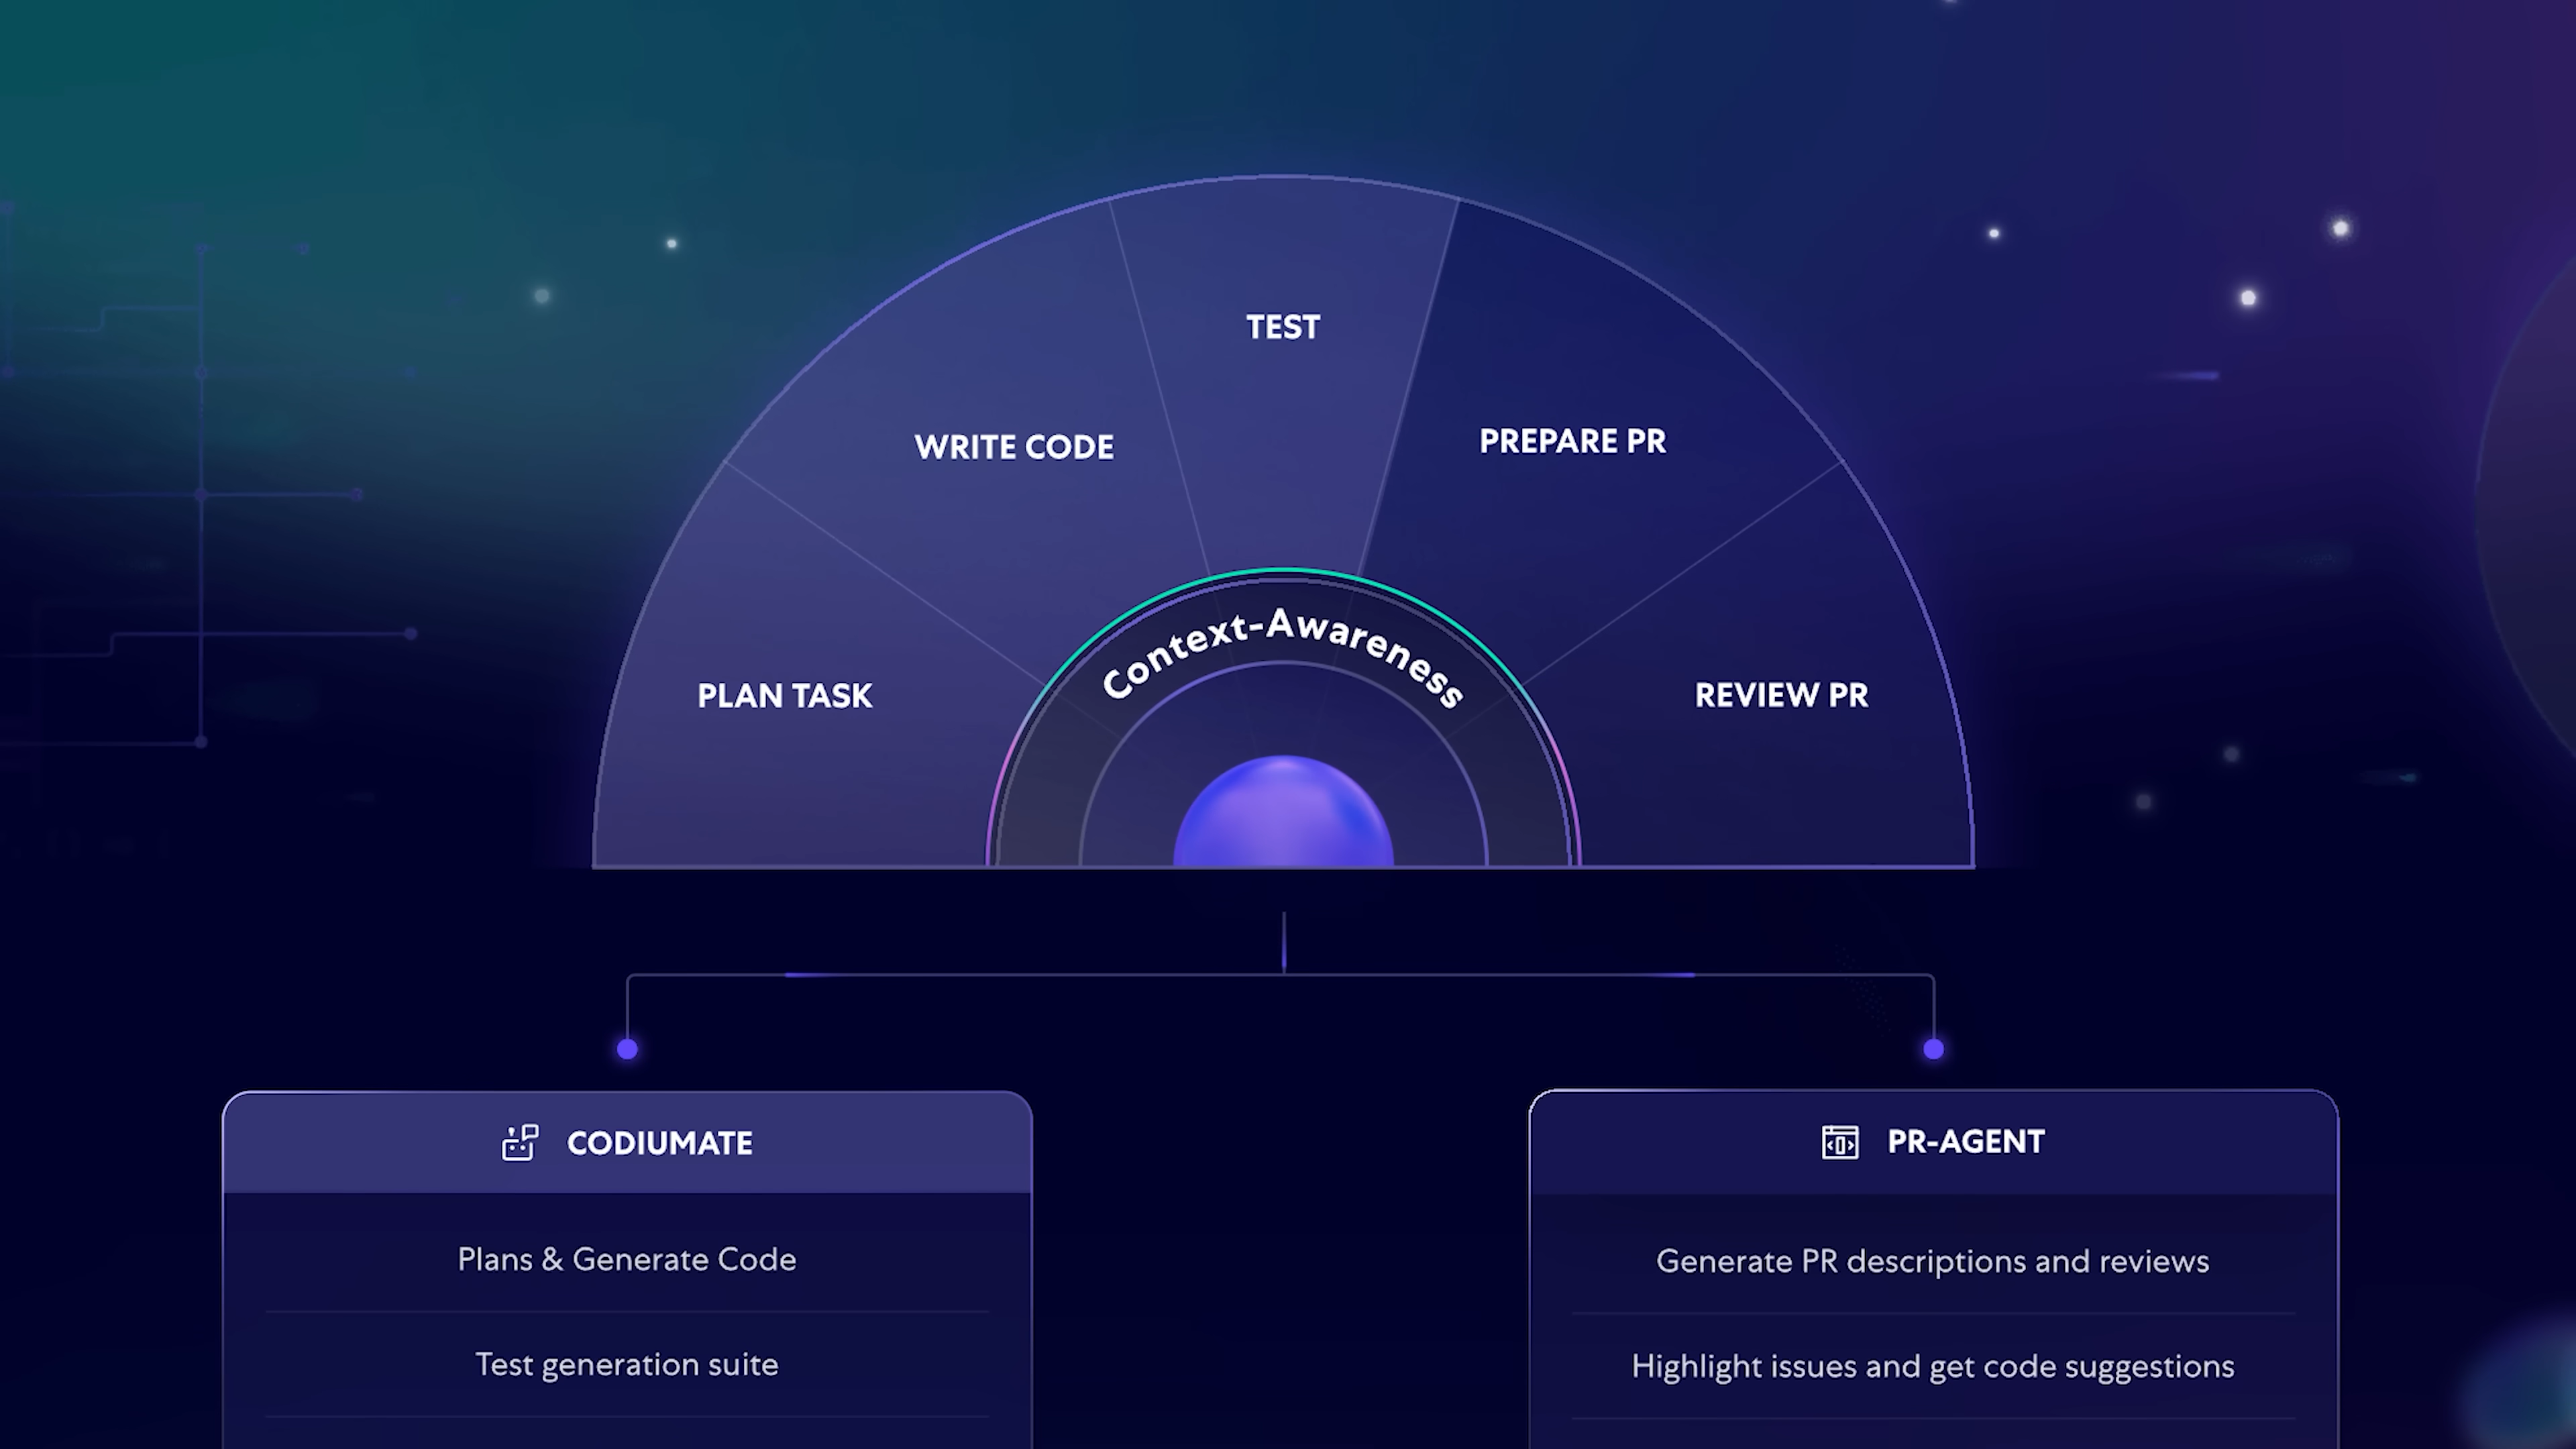 TEST
WRITE CODE
PREPARE PR
PLAN TASK
Context-Awareness
REVIEW PR
CODIUMATE
Plans & Generate Code
Test generation suite
PR-AGENT
Generate PR descriptions and reviews
Highlight issues and get code suggestions